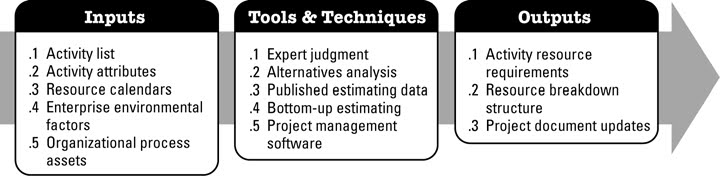 Inputs
.1 Activity list
.2 Activity attributes
.3 Resource calendars
.4 Enterprise environmental
factors
.5 Organizational process
assets
Tools & Techniques
.1 Expert judgment
.2 Alternatives analysis
.3 Published estimating data
.4 Bottom-up estimating
.5 Project management
software
Outputs
.1 Activity resource
requirements
.2 Resource breakdown
structure
.3 Project document updates